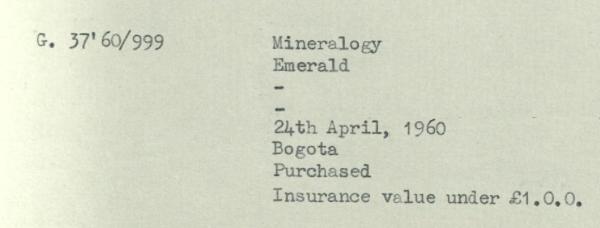 G. 37'60/999 Mineralogy
Emerald
-
-
24th April, 1960
Bogota
Purchased
Insurance value under £1.0.0.